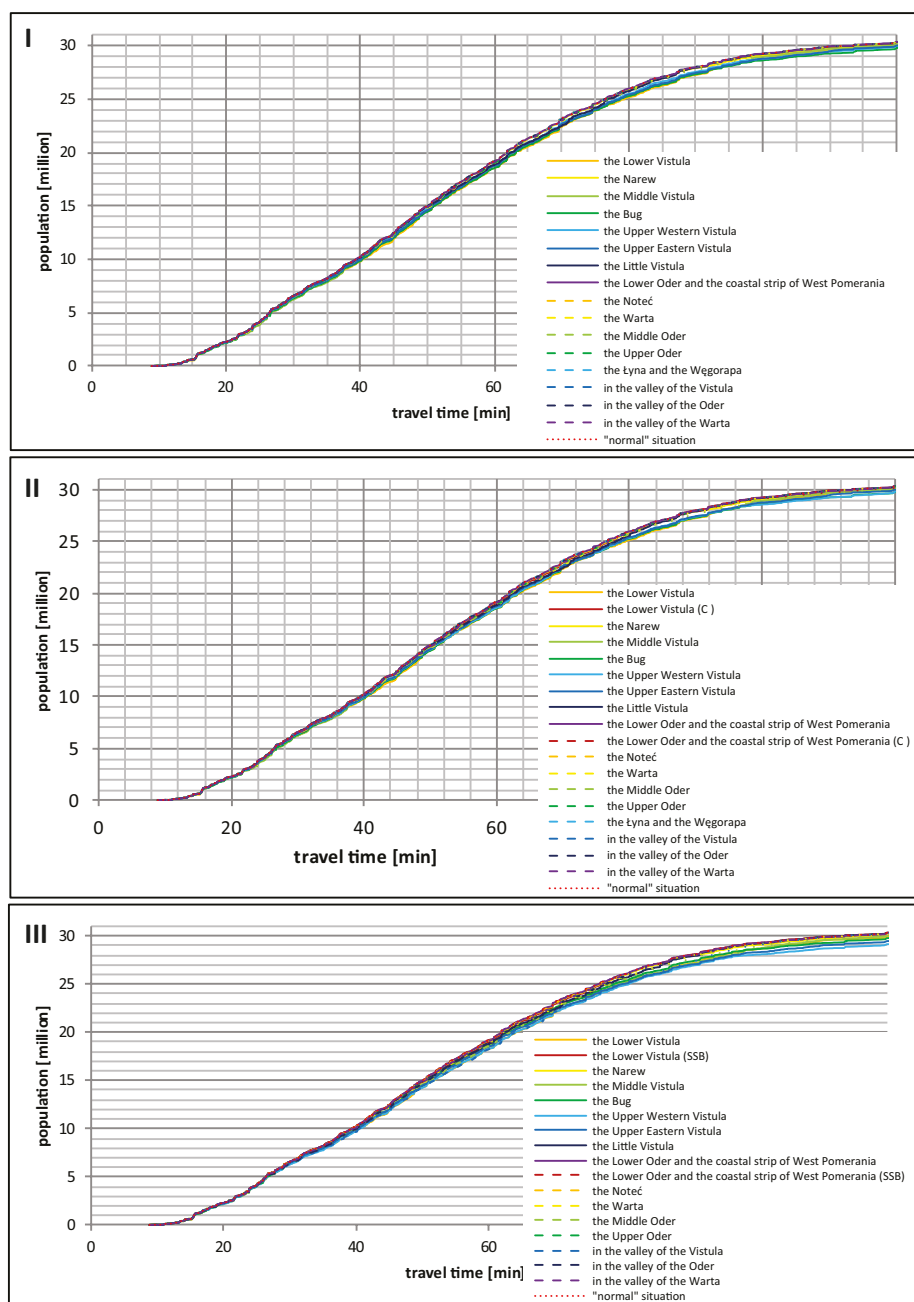 I
30
25
20
15
10
5
0
population [million]
0 20 40 60
travel time [min]
the Lower Vistula
the Narew
the Middle Vistula
the Bug
the Upper Western Vistula
the Upper Eastern Vistula
the Little Vistula
the Lower Oder and the coastal strip of West Pomerania
the Noteć
the Warta
the Middle Oder
the Upper Oder
the Łyna and the Węgorapa
in the valley of the Vistula
in the valley of the Oder
in the valley of the Warta
"normal" situation
II
30
25
20
15
10
5
0
population [million]
0 20 40 60
travel time [min]
the Lower Vistula
the Lower Vistula (C )
the Narew
the Middle Vistula
the Bug
the Upper Western Vistula
the Upper Eastern Vistula
the Little Vistula
the Lower Oder and the coastal strip of West Pomerania
the Lower Oder and the coastal strip of West Pomerania (C )
the Noteć
the Warta
the Middle Oder
the Upper Oder
the Łyna and the Węgorapa
in the valley of the Vistula
in the valley of the Oder
in the valley of the Warta
"normal" situation
III
30
25
20
15
10
5
0
population [million]
0 20 40 60
travel time [min]
the Lower Vistula
the Lower Vistula (SSB)
the Narew
the Middle Vistula
the Bug
the Upper Western Vistula
the Upper Eastern Vistula
the Little Vistula
the Lower Oder and the coastal strip of West Pomerania
the Lower Oder and the coastal strip of West Pomerania (SSB)
the Noteć
the Warta
the Middle Oder
the Upper Oder
in the valley of the Vistula
in the valley of the Oder
in the valley of the Warta
"normal" situation